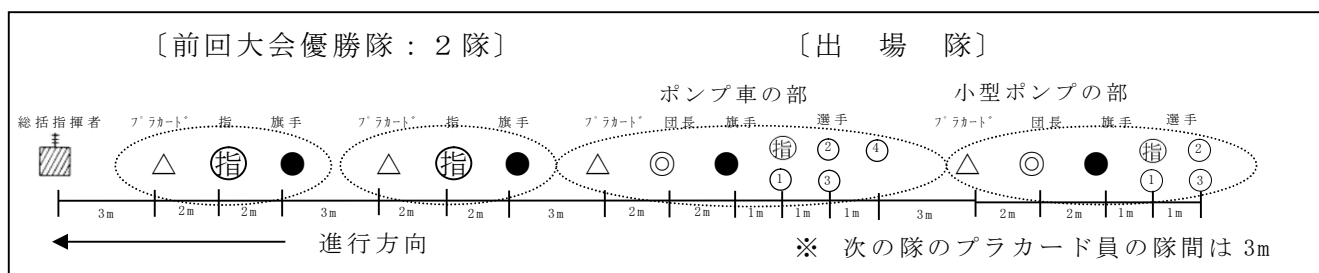 〔前回大会優勝隊：２隊〕 〔出　場　隊〕
ポンプ車の部 小型ポンプの部
総括指揮者 ﾌﾟﾗｶｰﾄﾞ 指 旗手 ﾌﾟﾗｶｰﾄﾞ 指 旗手 ﾌﾟﾗｶｰﾄﾞ 団長 旗手 選手 ﾌﾟﾗｶｰﾄﾞ 団長 旗手 選手
指 指 指 ② ④ 指 ②
① ③ ① ③
3m 2m 2m 3m 2m 2m 3m 2m 2m 1m 1m 1m 3m 2m 2m 1m 1m
進行方向 ※ 次の隊のプラカード員の隊間は 3m